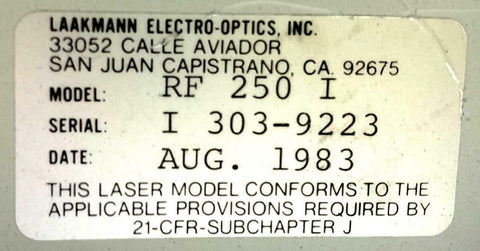 LAAKMANN ELECTRO-OPTICS, INC.
33052 CALLE AVIADOR
SAN JUAN CAPISTRANO, CA. 92675
MODEL: RF 250 I
SERIAL: I 303-9223
DATE: AUG. 1983
THIS LASER MODEL CONFORMS TO THE
APPLICABLE PROVISIONS REQUIRED BY
21-CFR-SUBCHAPTER J